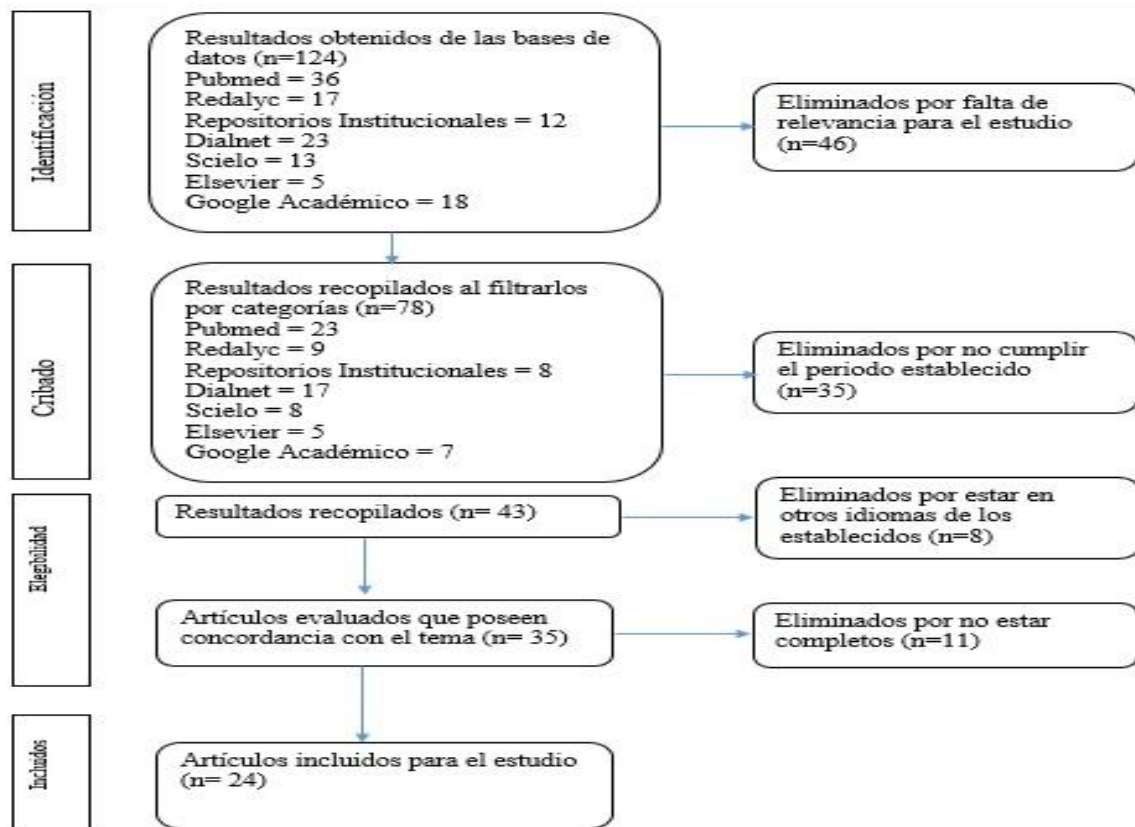 Identificación
Resultados obtenidos de las bases de
datos (n=124)
Pubmed = 36
Redalyc = 17
Repositorios Institucionales = 12
Dialnet = 23
Scielo = 13
Elsevier = 5
Google Académico = 18
Eliminados por falta de
relevancia para el estudio
(n=46)
Cribado
Resultados recopilados al filtrarlos
por categorías (n=78)
Pubmed = 23
Redalyc = 9
Repositorios Institucionales = 8
Dialnet = 17
Scielo = 8
Elsevier = 5
Google Académico = 7
Eliminados por no cumplir
el periodo establecido
(n=35)
Elegibilidad
Resultados recopilados (n= 43)
Eliminados por estar en
otros idiomas de los
establecidos (n=8)
Artículos evaluados que poseen
concordancia con el tema (n= 35)
Eliminados por no estar
completos (n=11)
Incluidos
Artículos incluidos para el estudio
(n= 24)